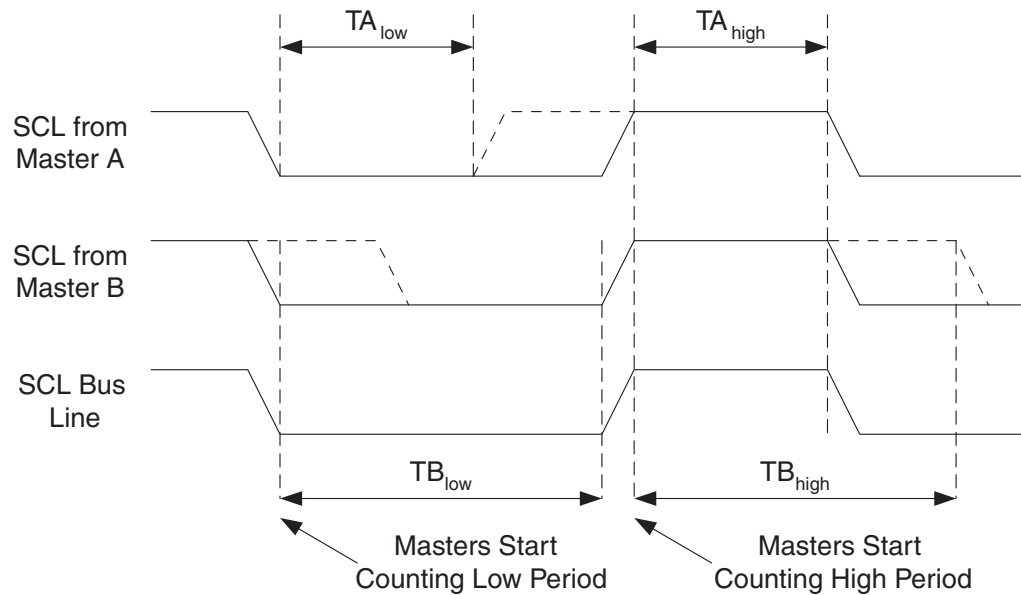 TA low
TA high
SCL from
Master A
SCL from
Master B
SCL Bus
Line
TB low
TB high
Masters Start
Counting Low Period
Masters Start
Counting High Period